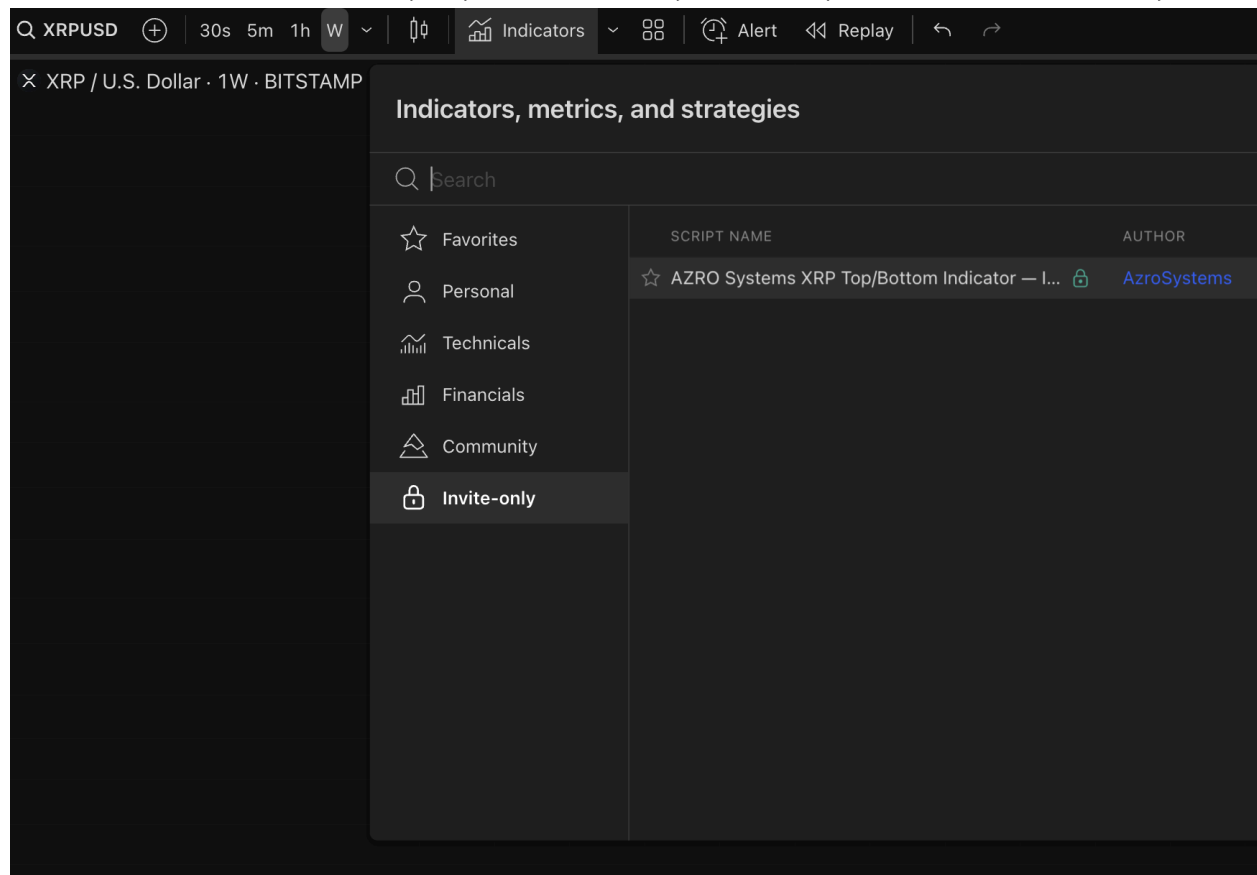 XRPUSD 30s 5m 1h W Indicators Alert Replay
XRP / U.S. Dollar · 1W · BITSTAMP
Indicators, metrics, and strategies
Search
Favorites
Personal
Technicals
Financials
Community
Invite-only
SCRIPT NAME AUTHOR
AZRO Systems XRP Top/Bottom Indicator — I... AzroSystems